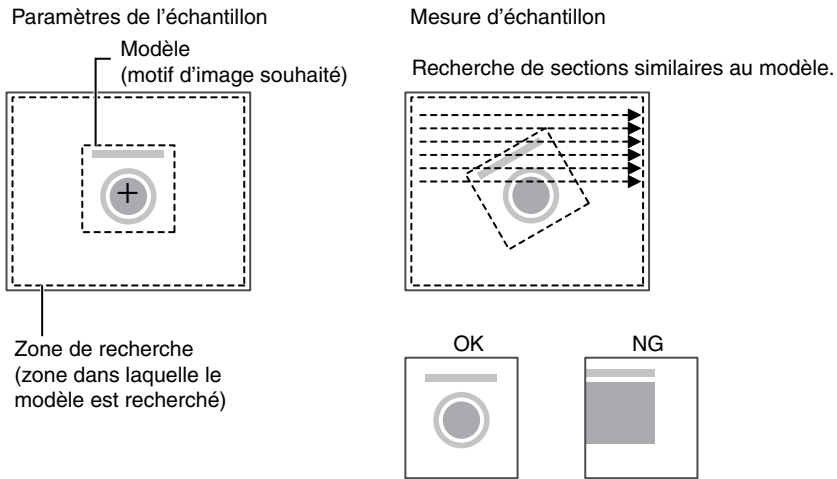 Paramètres de l'échantillon
Modèle
(motif d'image souhaité)
Zone de recherche
(zone dans laquelle le
modèle est recherché)
Mesure d'échantillon
Recherche de sections similaires au modèle.
OK
NG